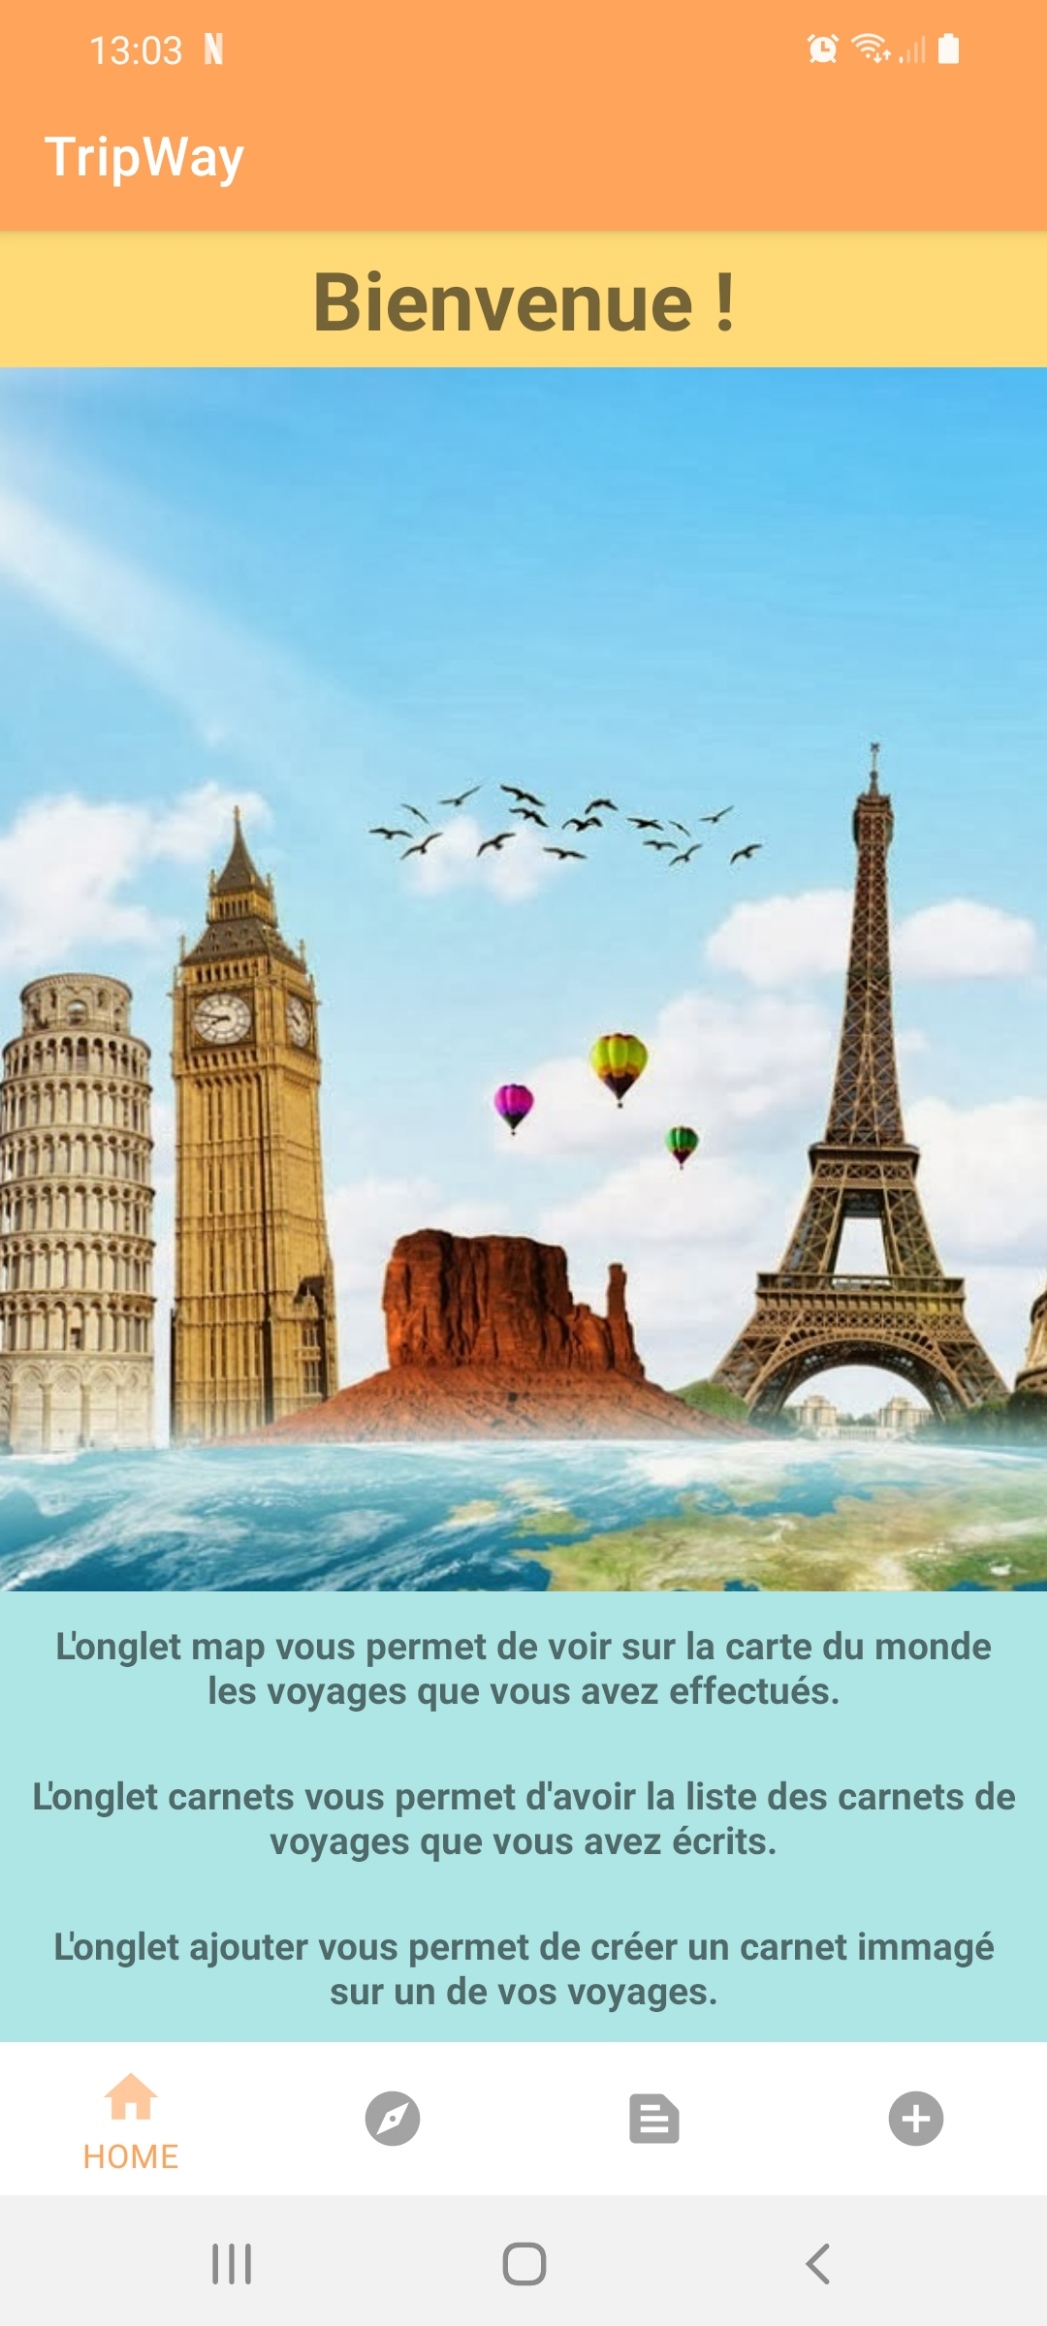 13:03 N
TripWay
Bienvenue !
L'onglet map vous permet de voir sur la carte du monde
les voyages que vous avez effectués.
L'onglet carnets vous permet d'avoir la liste des carnets de
voyages que vous avez écrits.
L'onglet ajouter vous permet de créer un carnet immagé
sur un de vos voyages.
HOME